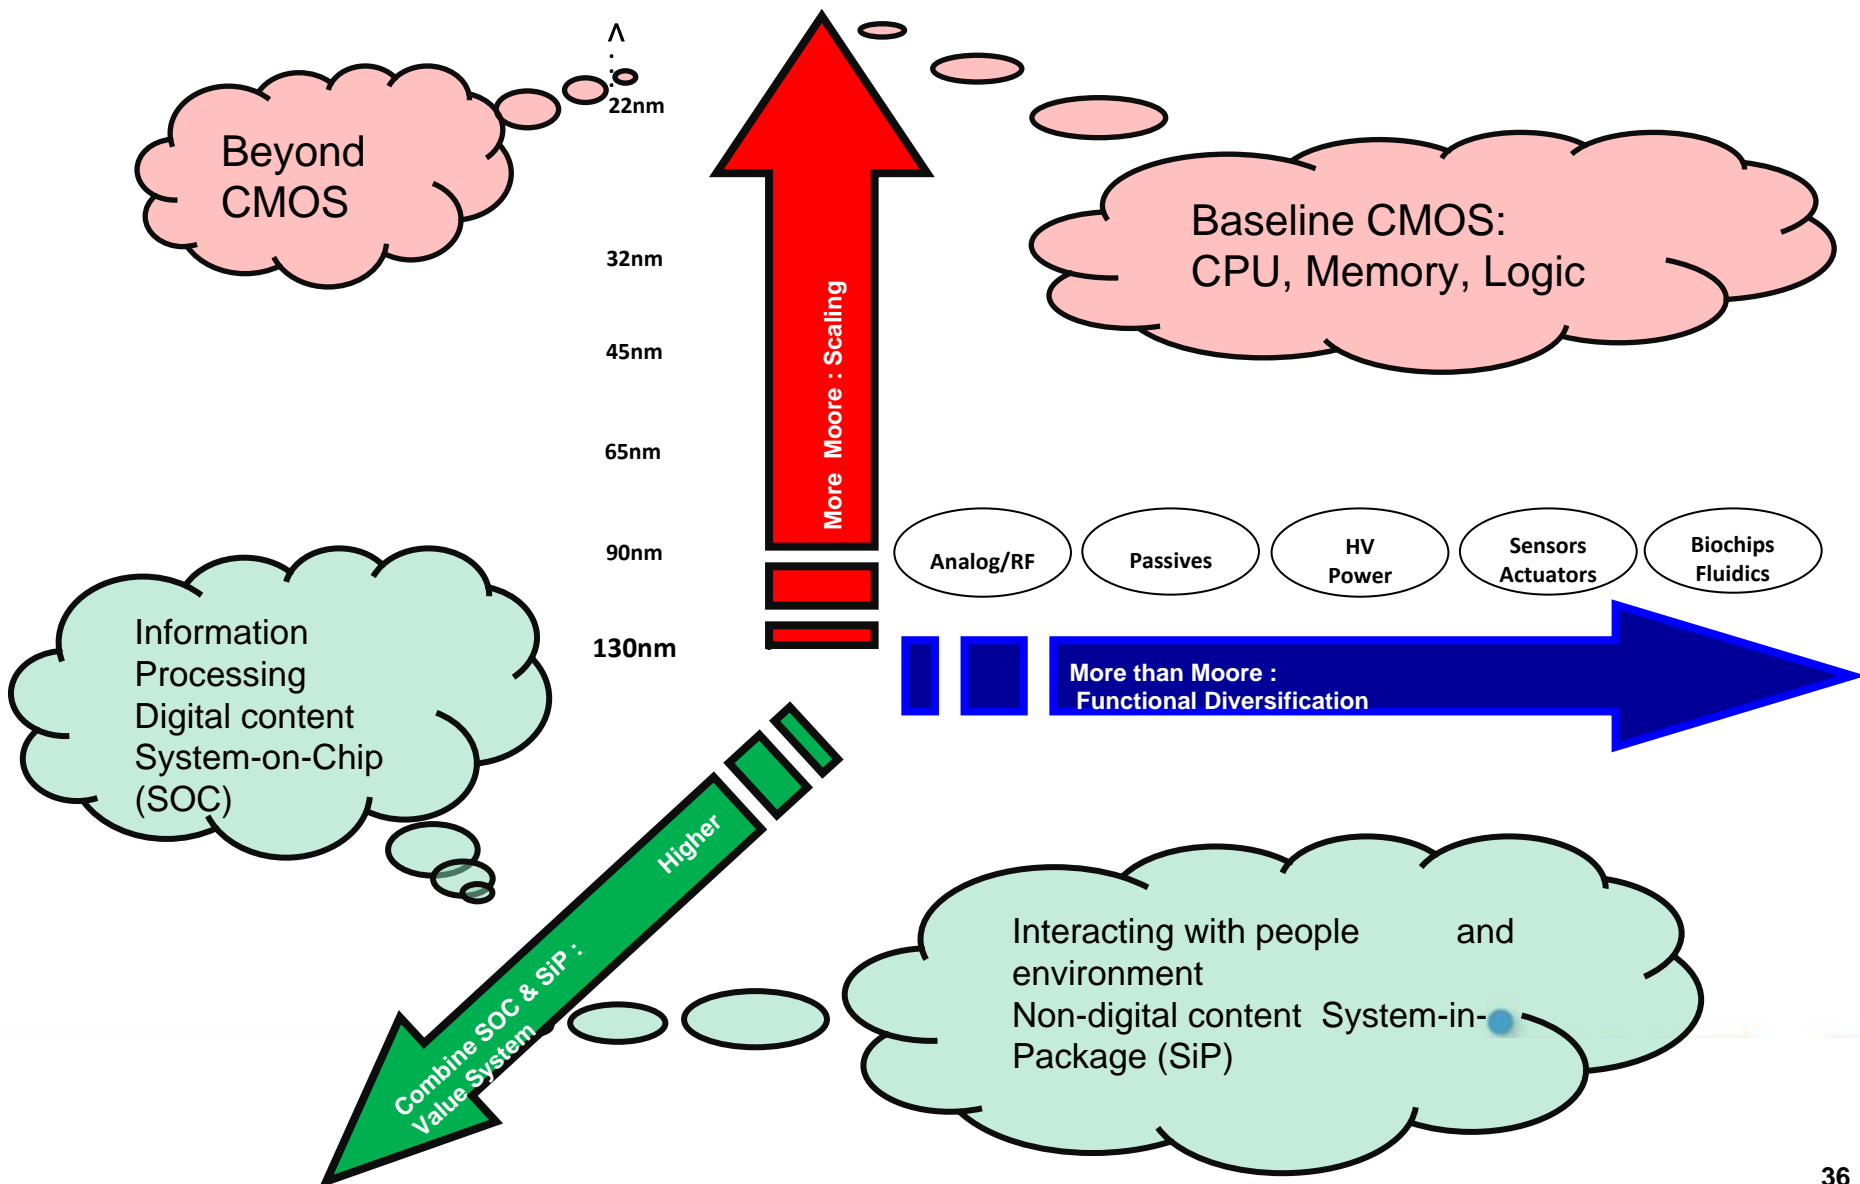 Λ
:
.
22nm
Beyond
CMOS
Baseline CMOS:
CPU, Memory, Logic
32nm
45nm
65nm
90nm
130nm
More Moore : Scaling
Analog/RF
Passives
HV
Power
Sensors
Actuators
Biochips
Fluidics
More than Moore :
Functional Diversification
Information
Processing
Digital content
System-on-Chip
(SOC)
Higher
Combine SOC & SiP :
Value System
Interacting with people and
environment
Non-digital content System-in-
Package (SiP)
36